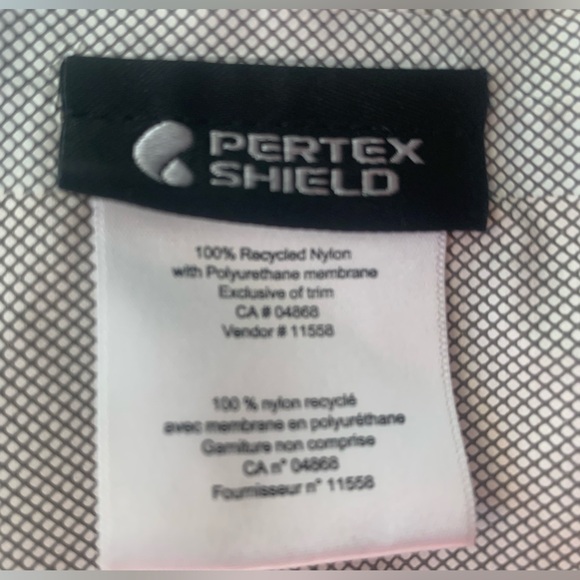 PERTEX
SHIELD
100% Recycled Nylon
with Polyurethane membrane
Exclusive of trim
CA # 04868
Vendor # 11558
100 % nylon recyclé
avec membrane en polyuréthane
Garniture non comprise
CA n° 04868
Fournisseur n° 11558